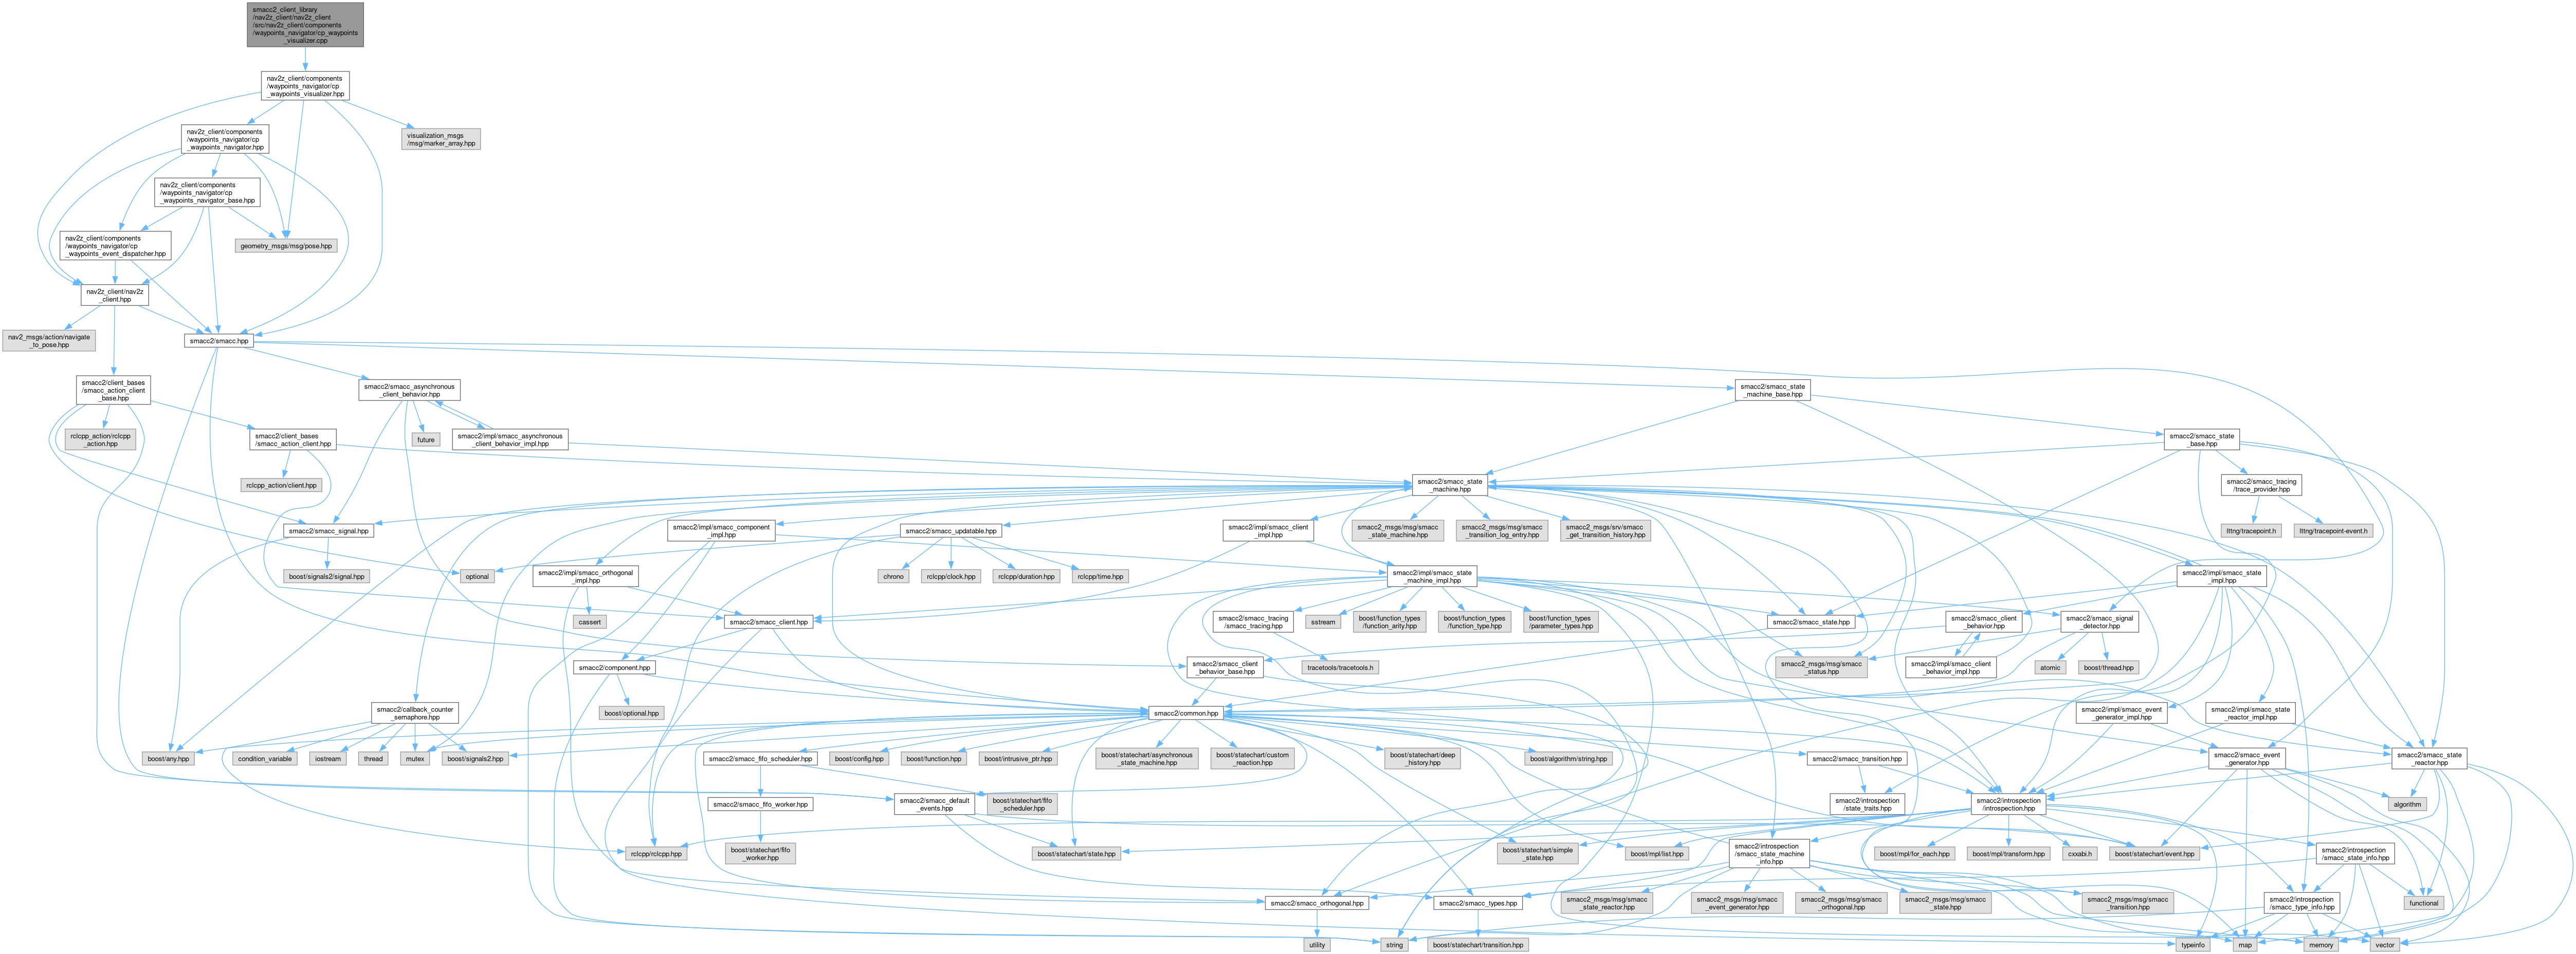 smacc2_client_library
/nav2z_client/nav2z_client
/src/nav2z_client/components
/waypoints_navigator/cp_waypoints
_visualizer.cpp
nav2z_client/components
/waypoints_navigator/cp
_waypoints_visualizer.hpp
nav2z_client/components
/waypoints_navigator/cp
_waypoints_navigator.hpp
visualization_msgs
/msg/marker_array.hpp
nav2z_client/components
/waypoints_navigator/cp
_waypoints_navigator_base.hpp
nav2z_client/components
/waypoints_navigator/cp
_waypoints_event_dispatcher.hpp
geometry_msgs/msg/pose.hpp
nav2z_client/nav2z
_client.hpp
nav2_msgs/action/navigate
_to_pose.hpp
smacc2/smacc.hpp
smacc2/client_bases
/smacc_action_client
_base.hpp
smacc2/smacc_asynchronous
_client_behavior.hpp
smacc2/smacc_state
_machine_base.hpp
rclcpp_action/rclcpp
_action.hpp
smacc2/client_bases
/smacc_action_client.hpp
future
smacc2/impl/smacc_asynchronous
_client_behavior_impl.hpp
smacc2/smacc_state
_base.hpp
rclcpp_action/client.hpp
smacc2/smacc_state
_machine.hpp
smacc2/smacc_tracing
/trace_provider.hpp
smacc2/smacc_signal.hpp
smacc2/impl/smacc_component
_impl.hpp
smacc2/smacc_updatable.hpp
smacc2/impl/smacc_client
_impl.hpp
smacc2_msgs/msg/smacc
_state_machine.hpp
smacc2_msgs/msg/smacc
_transition_log_entry.hpp
smacc2_msgs/srv/smacc
_get_transition_history.hpp
lttng/tracepoint.h
lttng/tracepoint-event.h
boost/signals2/signal.hpp
optional
smacc2/impl/smacc_orthogonal
_impl.hpp
chrono
rclcpp/clock.hpp
rclcpp/duration.hpp
rclcpp/time.hpp
smacc2/impl/smacc_state
_machine_impl.hpp
smacc2/impl/smacc_state
_impl.hpp
smacc2/smacc_client.hpp
cassert
smacc2/smacc_tracing
/smacc_tracing.hpp
sstream
boost/function_types
/function_arity.hpp
boost/function_types
/function_type.hpp
boost/function_types
/parameter_types.hpp
smacc2/smacc_state.hpp
smacc2/smacc_client
_behavior.hpp
smacc2/smacc_signal
_detector.hpp
smacc2/component.hpp
smacc2/smacc_client
_behavior_base.hpp
tracetools/tracetools.h
smacc2_msgs/msg/smacc
_status.hpp
smacc2/impl/smacc_client
_behavior_impl.hpp
atomic
boost/thread.hpp
smacc2/callback_counter
_semaphore.hpp
boost/optional.hpp
smacc2/common.hpp
smacc2/impl/smacc_event
_generator_impl.hpp
smacc2/impl/smacc_state
_reactor_impl.hpp
boost/any.hpp
condition_variable
iostream
thread
mutex
boost/signals2.hpp
smacc2/smacc_fifo_scheduler.hpp
boost/config.hpp
boost/function.hpp
boost/intrusive_ptr.hpp
boost/statechart/asynchronous
_state_machine.hpp
boost/statechart/custom
_reaction.hpp
boost/statechart/deep
_history.hpp
boost/algorithm/string.hpp
smacc2/smacc_transition.hpp
smacc2/smacc_event
_generator.hpp
smacc2/smacc_state
_reactor.hpp
smacc2/smacc_fifo_worker.hpp
smacc2/smacc_default
_events.hpp
boost/statechart/fifo
_scheduler.hpp
smacc2/introspection
/state_traits.hpp
smacc2/introspection
/introspection.hpp
algorithm
rclcpp/rclcpp.hpp
boost/statechart/fifo
_worker.hpp
boost/statechart/state.hpp
boost/statechart/simple
_state.hpp
boost/mpl/list.hpp
smacc2/introspection
/smacc_state_machine
_info.hpp
boost/mpl/for_each.hpp
boost/mpl/transform.hpp
cxxabi.h
boost/statechart/event.hpp
smacc2/introspection
/smacc_state_info.hpp
smacc2/smacc_orthogonal.hpp
smacc2/smacc_types.hpp
smacc2_msgs/msg/smacc
_state_reactor.hpp
smacc2_msgs/msg/smacc
_event_generator.hpp
smacc2_msgs/msg/smacc
_orthogonal.hpp
smacc2_msgs/msg/smacc
_state.hpp
smacc2_msgs/msg/smacc
_transition.hpp
smacc2/introspection
/smacc_type_info.hpp
functional
utility
string
boost/statechart/transition.hpp
typeinfo
map
memory
vector